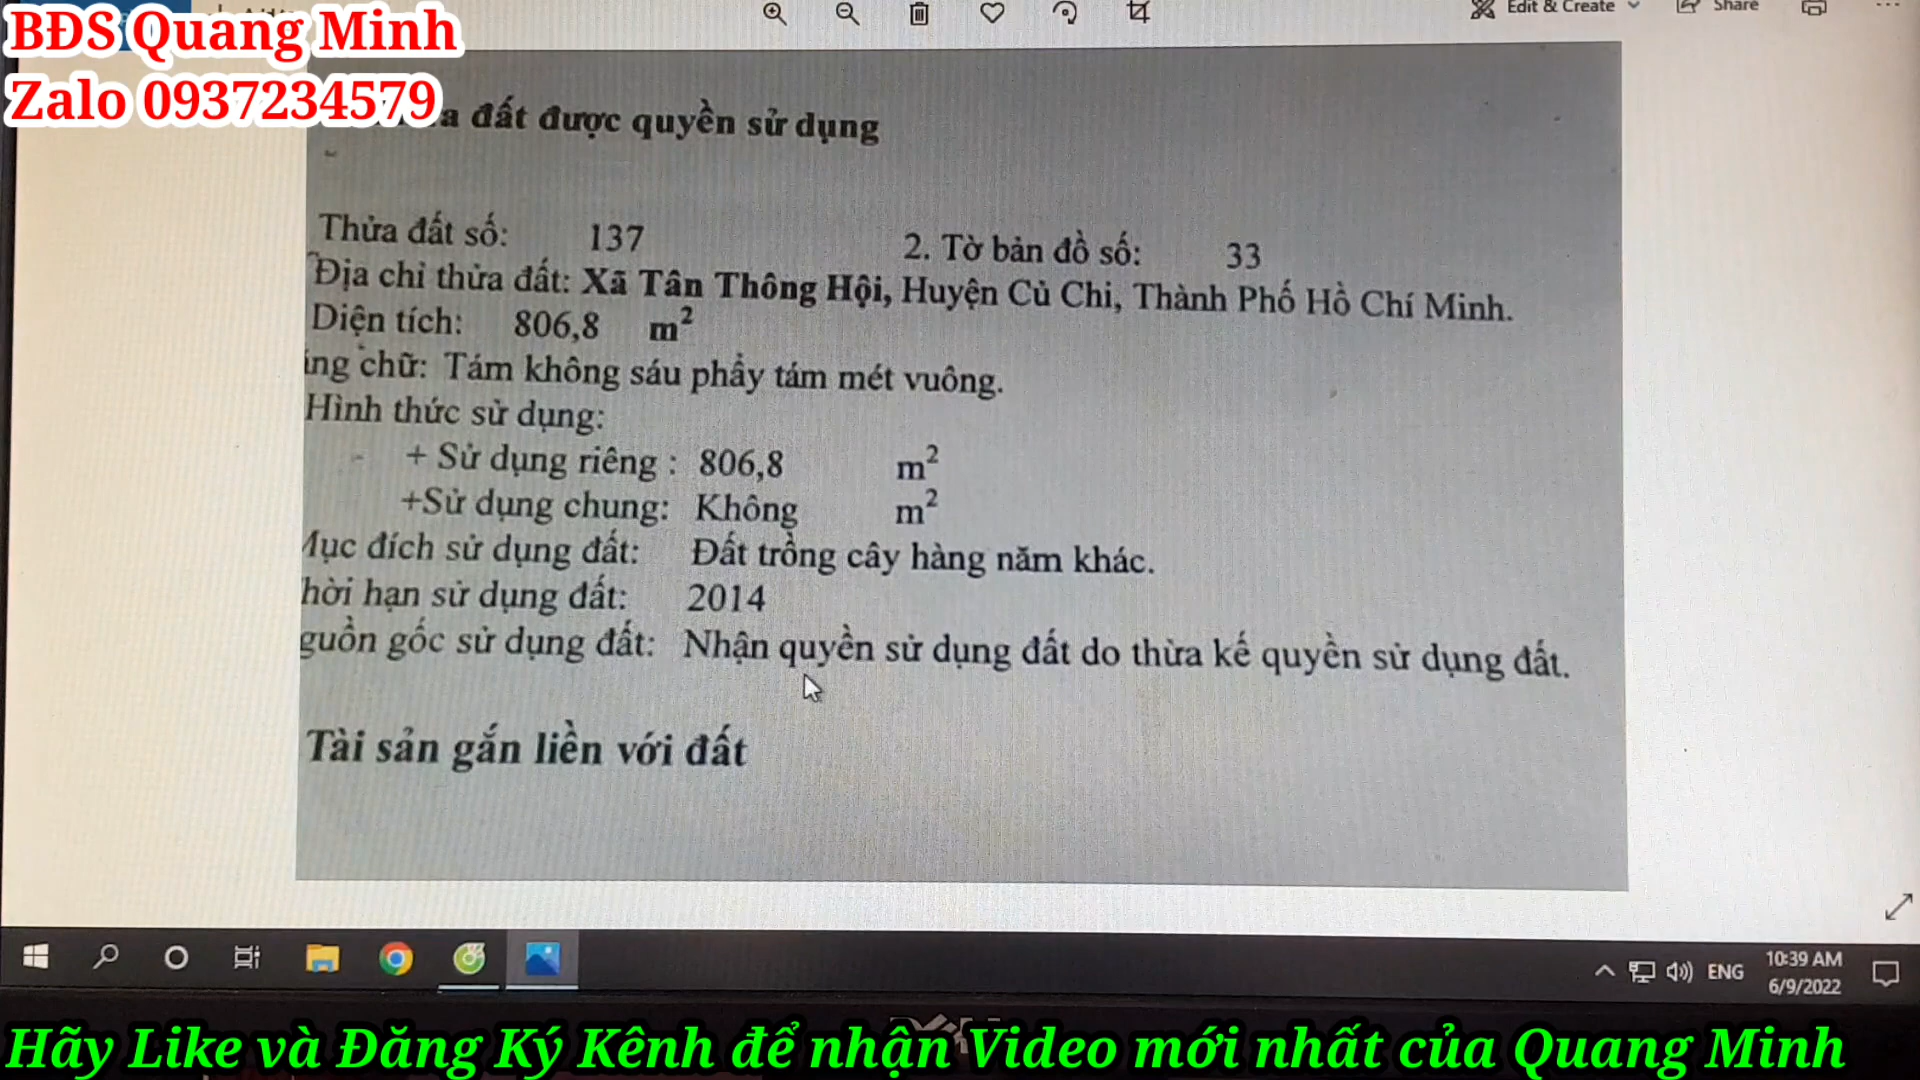 Edit & Create
Share
BĐS Quang Minh
Zalo 0937234579
đất được quyền sử dụng
Thửa đất số: 137 2. Tờ bản đồ số: 33
Địa chỉ thửa đất: Xã Tân Thông Hội, Huyện Củ Chi, Thành Phố Hồ Chí Minh.
Diện tích: 806,8 m²
chữ: Tám không sáu phẩy tám mét vuông.
Hình thức sử dụng:
+ Sử dụng riêng : 806,8 m²
+Sử dụng chung: Không m²
Mục đích sử dụng đất: Đất trồng cây hàng năm khác.
hời hạn sử dụng đất: 2014
guồn gốc sử dụng đất: Nhận quyền sử dụng đất do thừa kế quyền sử dụng đất.
Tài sản gắn liền với đất
ENG
10:39 AM
6/9/2022
Hãy Like và Đăng Ký Kênh để nhận Video mới nhất của Quang Minh